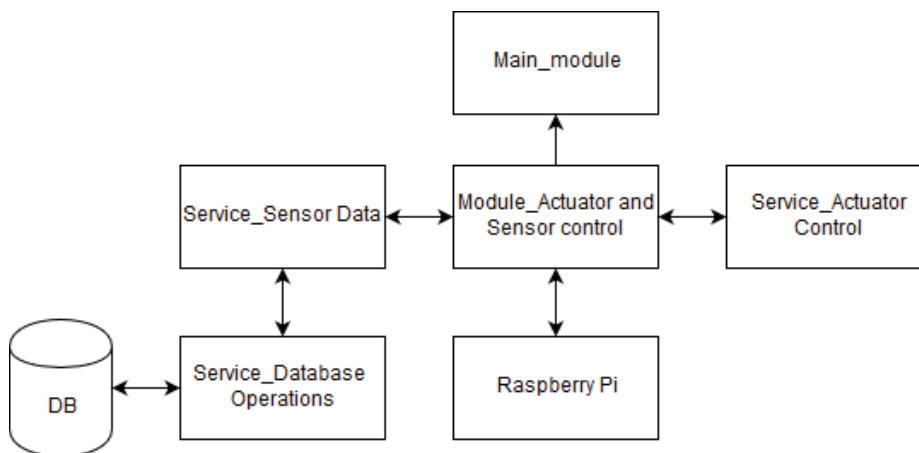 Main_module
Service_Sensor Data
Module_Actuator and
Sensor control
Service_Actuator
Control
DB
Service_Database
Operations
Raspberry Pi